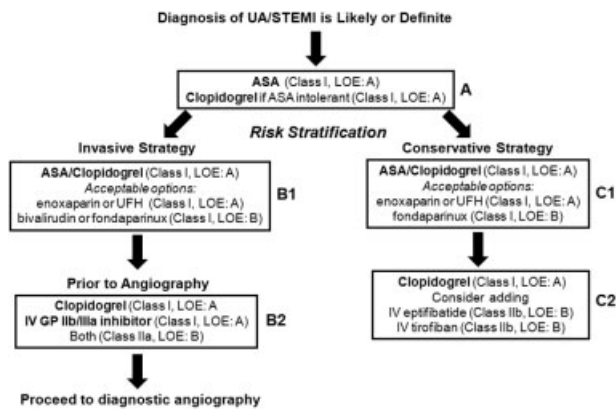 Diagnosis of UA/STEMI is Likely or Definite
ASA (Class I, LOE: A)
Clopidogrel if ASA intolerant (Class I, LOE: A)
A
Risk Stratification
Invasive Strategy
ASA/Clopidogrel (Class I, LOE: A)
Acceptable options:
enoxaparin or UFH (Class I, LOE: A)
bivalirudin or fondaparinux (Class I, LOE: B)
B1
Prior to Angiography
Clopidogrel (Class I, LOE: A
IV GP IIb/IIIa inhibitor (Class I, LOE: A)
Both (Class IIa, LOE: B)
B2
Proceed to diagnostic angiography
Conservative Strategy
ASA/Clopidogrel (Class I, LOE: A)
Acceptable options:
enoxaparin or UFH (Class I, LOE: A)
fondaparinux (Class I, LOE: B)
C1
Clopidogrel (Class I, LOE: A)
Consider adding
IV eptifibatide (Class IIb, LOE: B)
IV tirofiban (Class IIb, LOE: B)
C2